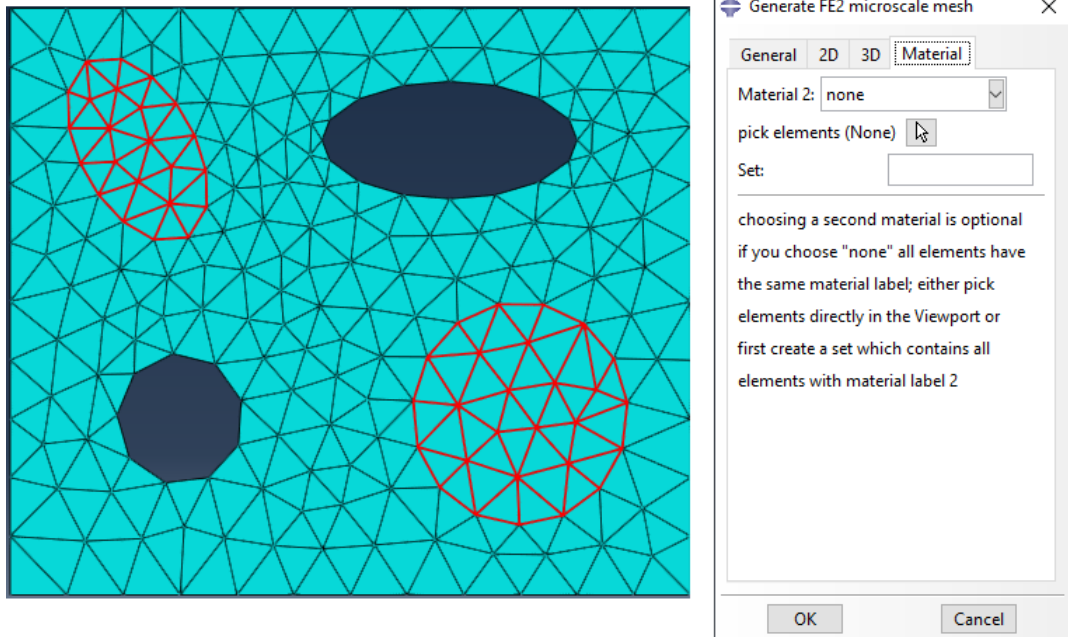 Generate FE2 microscale mesh
General 2D 3D Material
Material 2: none
pick elements (None)
Set:
choosing a second material is optional
if you choose "none" all elements have
the same material label; either pick
elements directly in the Viewport or
first create a set which contains all
elements with material label 2
OK Cancel